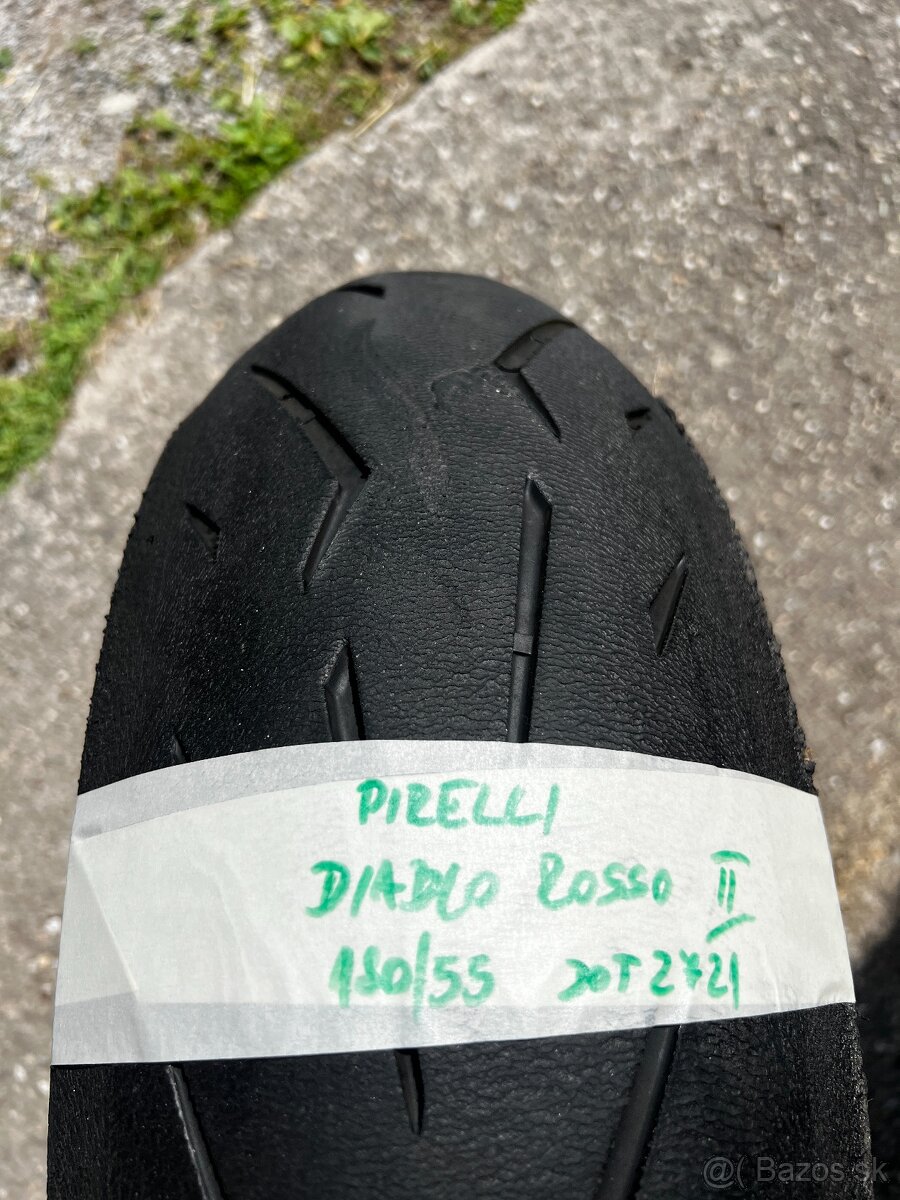 PIRELLI
DIABLO ROSSO II
180/55 DOT 2721
@( Bazos.sk